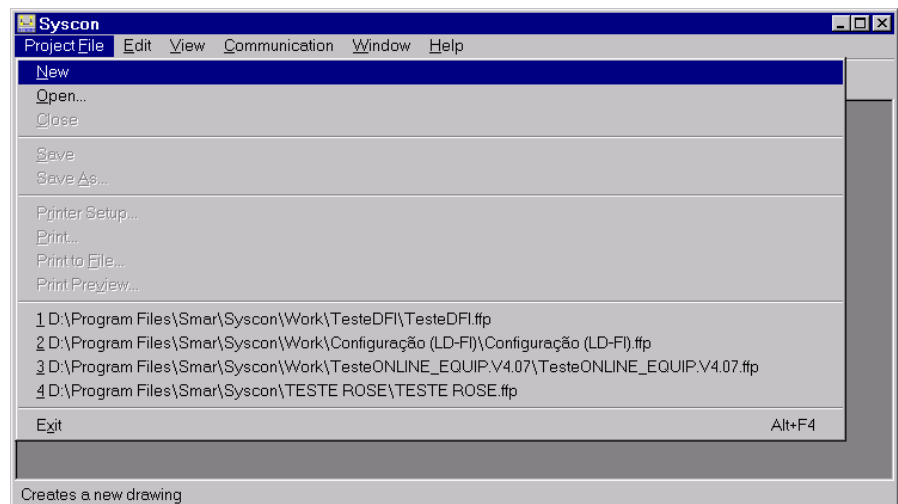 Syscon
Project File Edit View Communication Window Help
New
Open...
Close
Save
Save As...
Printer Setup...
Print...
Print to File...
Print Preview...
1 D:\Program Files\Smar\Syscon\Work\TesteDFI\TesteDFI.ffp
2 D:\Program Files\Smar\Syscon\Work\Configuração (LD-FI)\Configuração (LD-FI).ffp
3 D:\Program Files\Smar\Syscon\Work\TesteONLINE_EQUIP.V4.07\TesteONLINE_EQUIP.V4.07.ffp
4 D:\Program Files\Smar\Syscon\TESTE ROSE\TESTE ROSE.ffp
Exit Alt+F4
Creates a new drawing